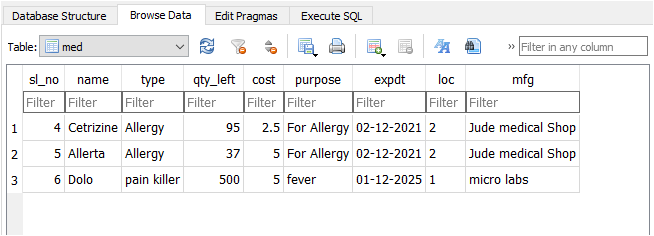 Database Structure Browse Data Edit Pragmas Execute SQL
Table: med » Filter in any column
sl_no name type qty_left cost purpose expdt loc mfg
Filter Filter Filter Filter Filter Filter Filter Filter Filter
1 4 Cetrizine Allergy 95 2.5 For Allergy 02-12-2021 2 Jude medical Shop
2 5 Allerta Allergy 37 5 For Allergy 02-12-2021 2 Jude medical Shop
3 6 Dolo pain killer 500 5 fever 01-12-2025 1 micro labs